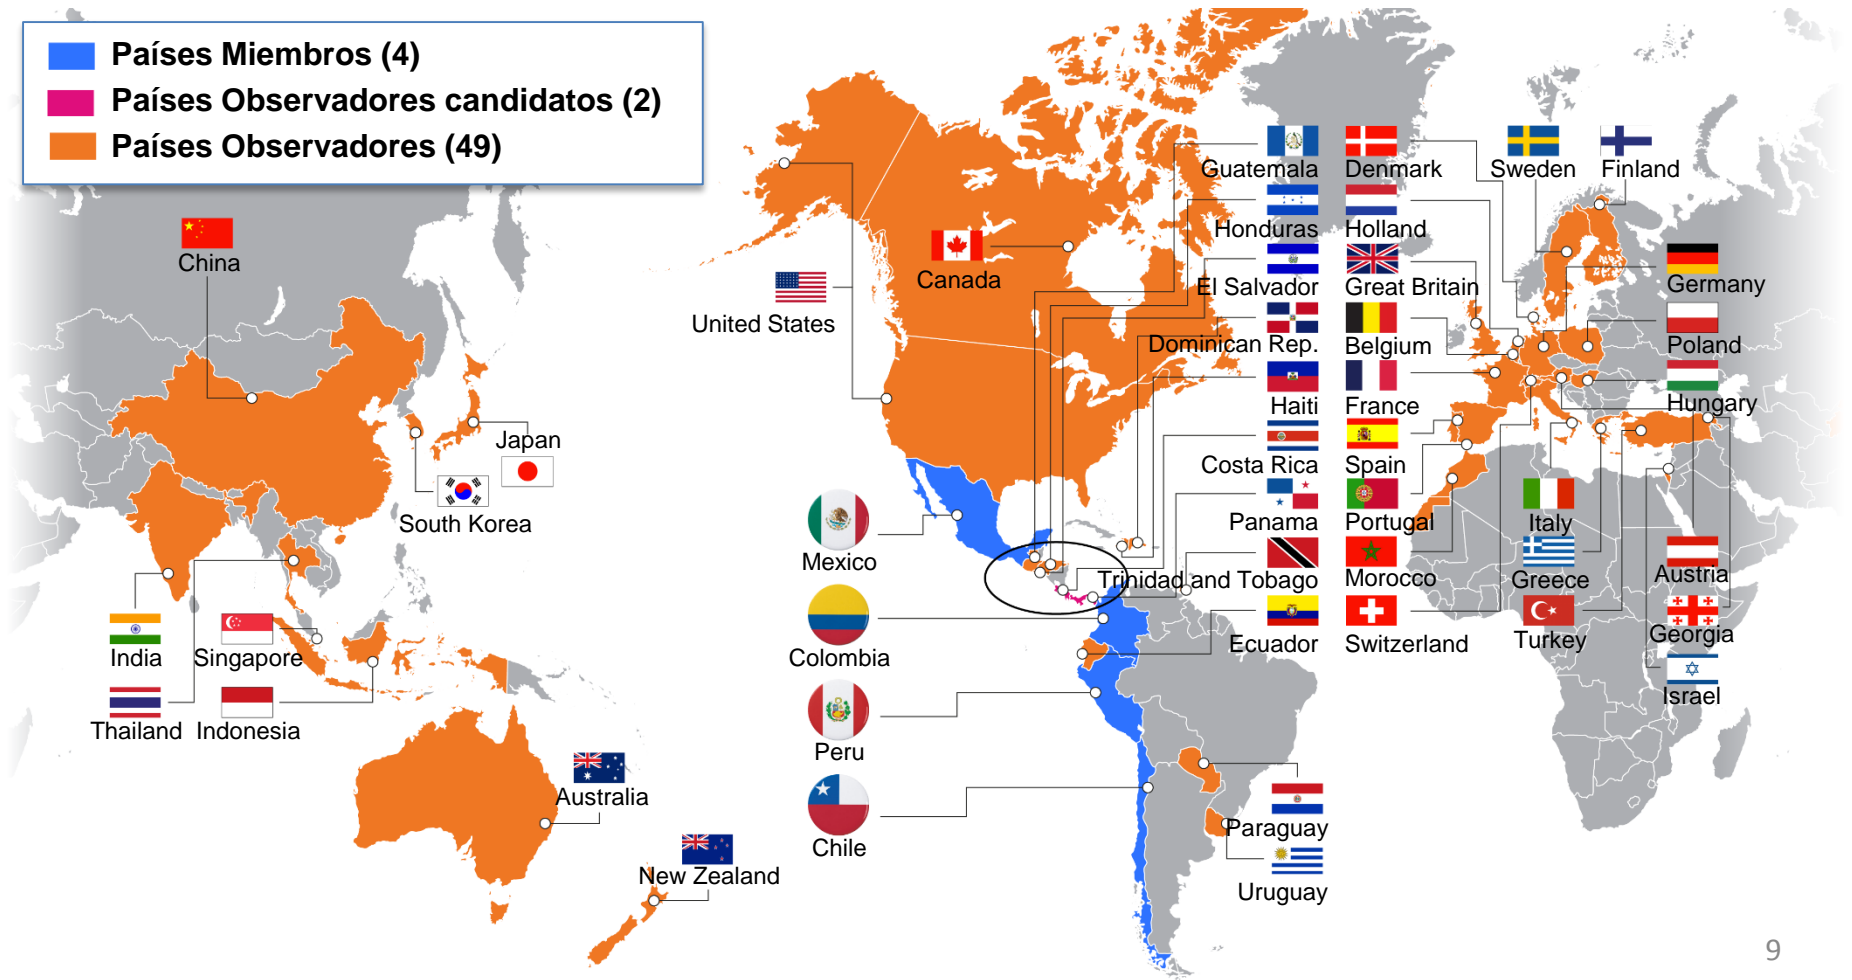 Países Miembros (4)
Países Observadores candidatos (2)
Países Observadores (49)
China
Japan
South Korea
India
Singapore
Thailand
Indonesia
Australia
New Zealand
United States
Canada
Mexico
Colombia
Peru
Chile
Guatemala
Honduras
El Salvador
Dominican Rep.
Haiti
Costa Rica
Panama
Trinidad and Tobago
Ecuador
Paraguay
Uruguay
Denmark
Holland
Great Britain
Belgium
France
Spain
Portugal
Morocco
Switzerland
Sweden
Finland
Germany
Poland
Hungary
Italy
Greece
Turkey
Austria
Georgia
Israel
9